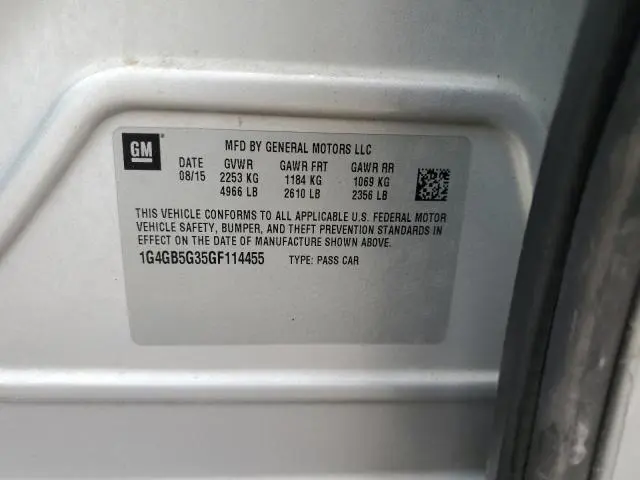 GM
MFD BY GENERAL MOTORS LLC
DATE GVWR GAWR FRT GAWR RR
08/15 2253 KG 1184 KG 1069 KG
4966 LB 2610 LB 2356 LB
THIS VEHICLE CONFORMS TO ALL APPLICABLE U.S. FEDERAL MOTOR
VEHICLE SAFETY, BUMPER, AND THEFT PREVENTION STANDARDS IN
EFFECT ON THE DATE OF MANUFACTURE SHOWN ABOVE.
1G4GB5G35GF114455 TYPE: PASS CAR